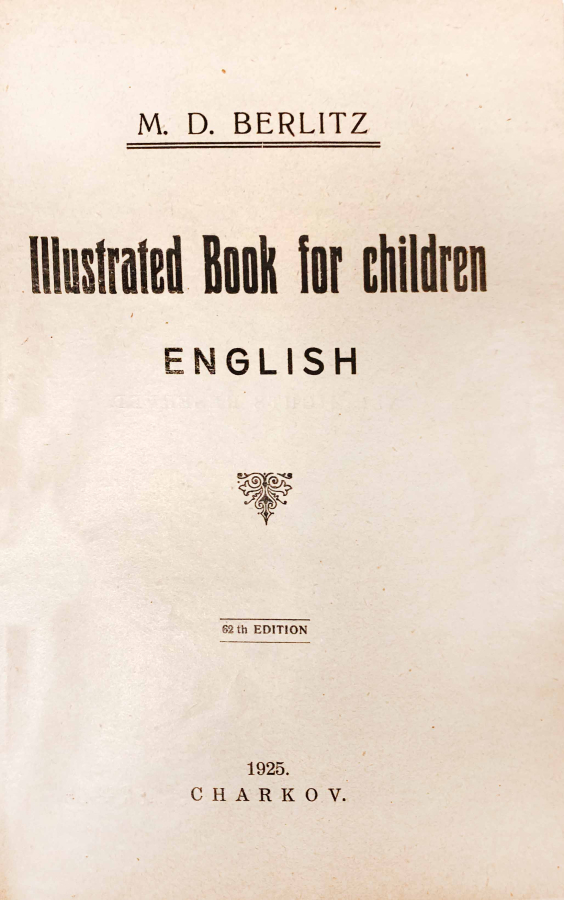 M. D. BERLITZ
Illustrated Book for children
ENGLISH
62 th EDITION
1925.
CHARKOV.